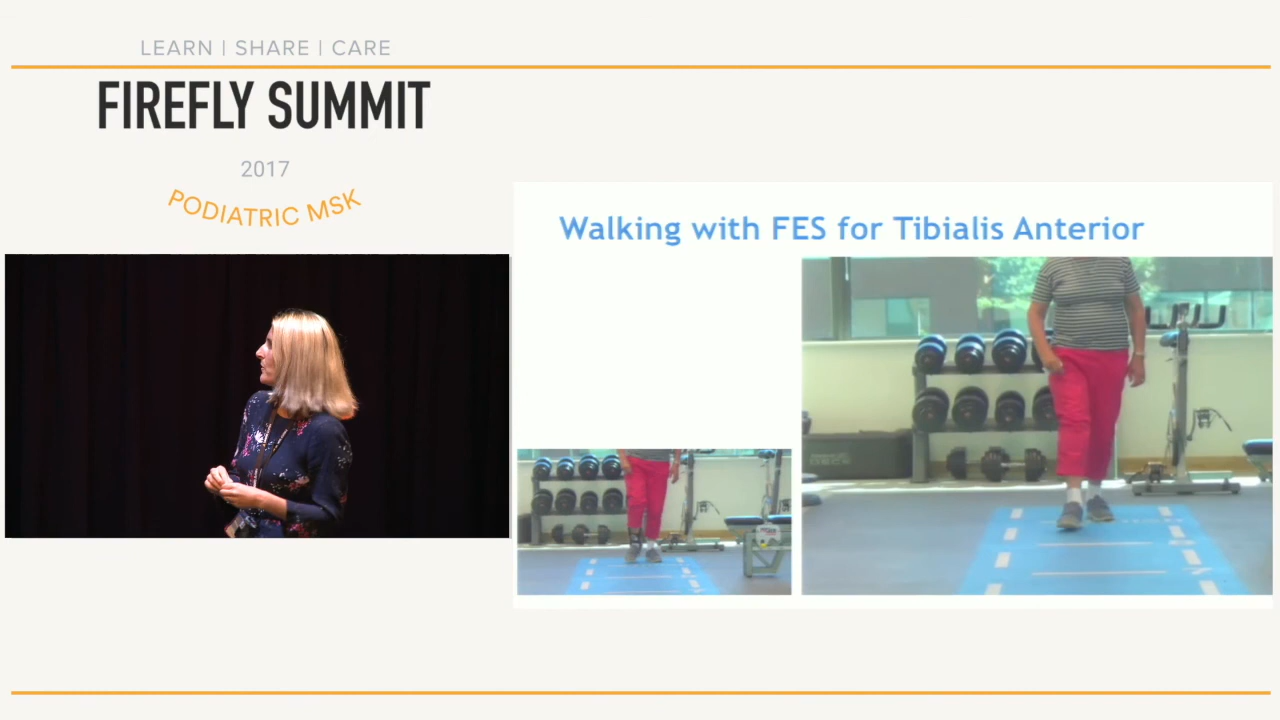 LEARN | SHARE | CARE
FIREFLY SUMMIT
2017
PODIATRIC MSK
Walking with FES for Tibialis Anterior